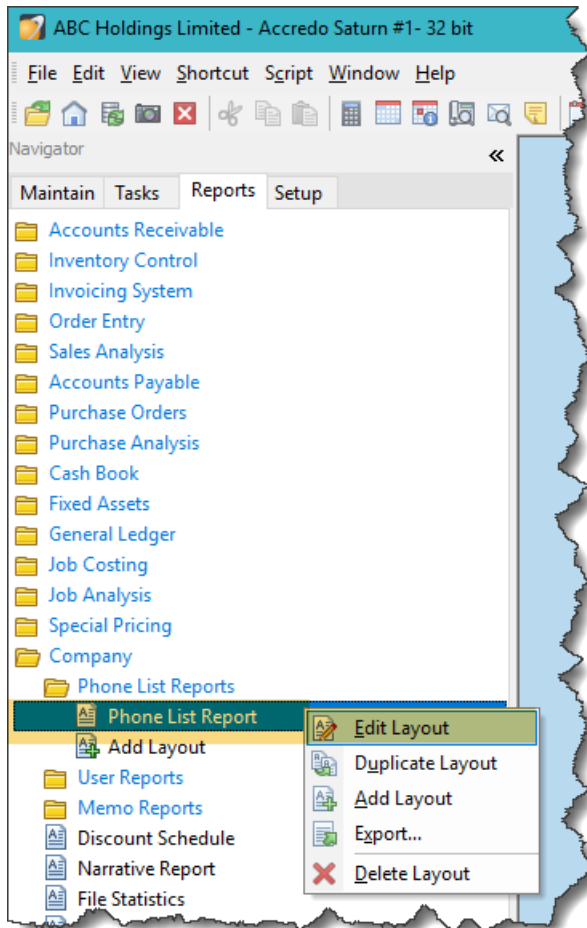 ABC Holdings Limited - Accredo Saturn #1- 32 bit
File Edit View Shortcut Script Window Help
Navigator
Maintain Tasks Reports Setup
Accounts Receivable
Inventory Control
Invoicing System
Order Entry
Sales Analysis
Accounts Payable
Purchase Orders
Purchase Analysis
Cash Book
Fixed Assets
General Ledger
Job Costing
Job Analysis
Special Pricing
Company
Phone List Reports
Phone List Report
Edit Layout
Add Layout
Duplicate Layout
User Reports
Add Layout
Memo Reports
Export...
Discount Schedule
Narrative Report
Delete Layout
File Statistics